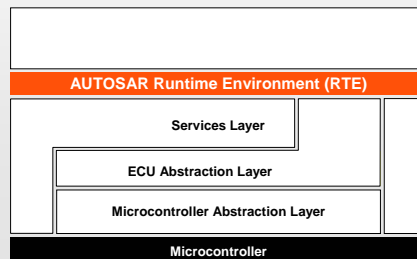 AUTOSAR Runtime Environment (RTE)
Services Layer
ECU Abstraction Layer
Microcontroller Abstraction Layer
Microcontroller